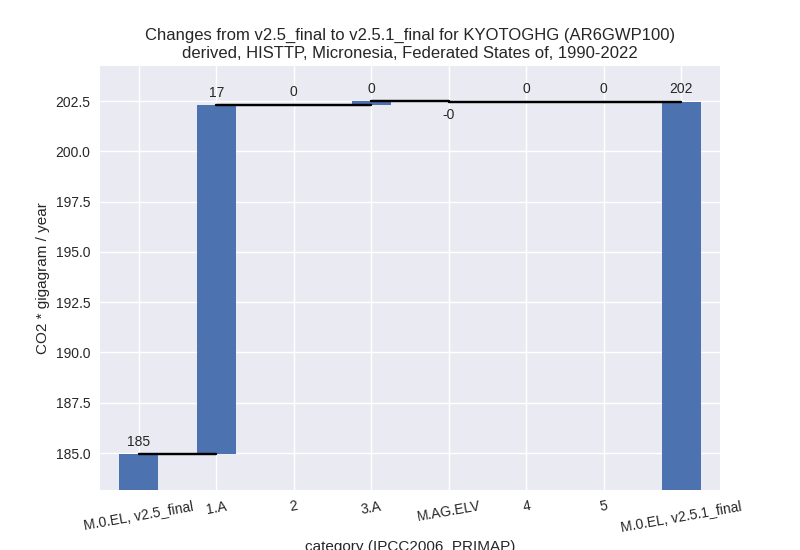 Changes from v2.5_final to v2.5.1_final for KYOTOGHG (AR6GWP100)
derived, HISTTP, Micronesia, Federated States of, 1990-2022
CO2 * gigagram / year
202.5
200.0
197.5
195.0
192.5
190.0
187.5
185.0
185
17
0
0
-0
0
0
202
M.0.EL, v2.5_final
1.A
2
3.A
M.AG.ELV
4
5
M.0.EL, v2.5.1_final
category (IPCC2006_PRIMAP)